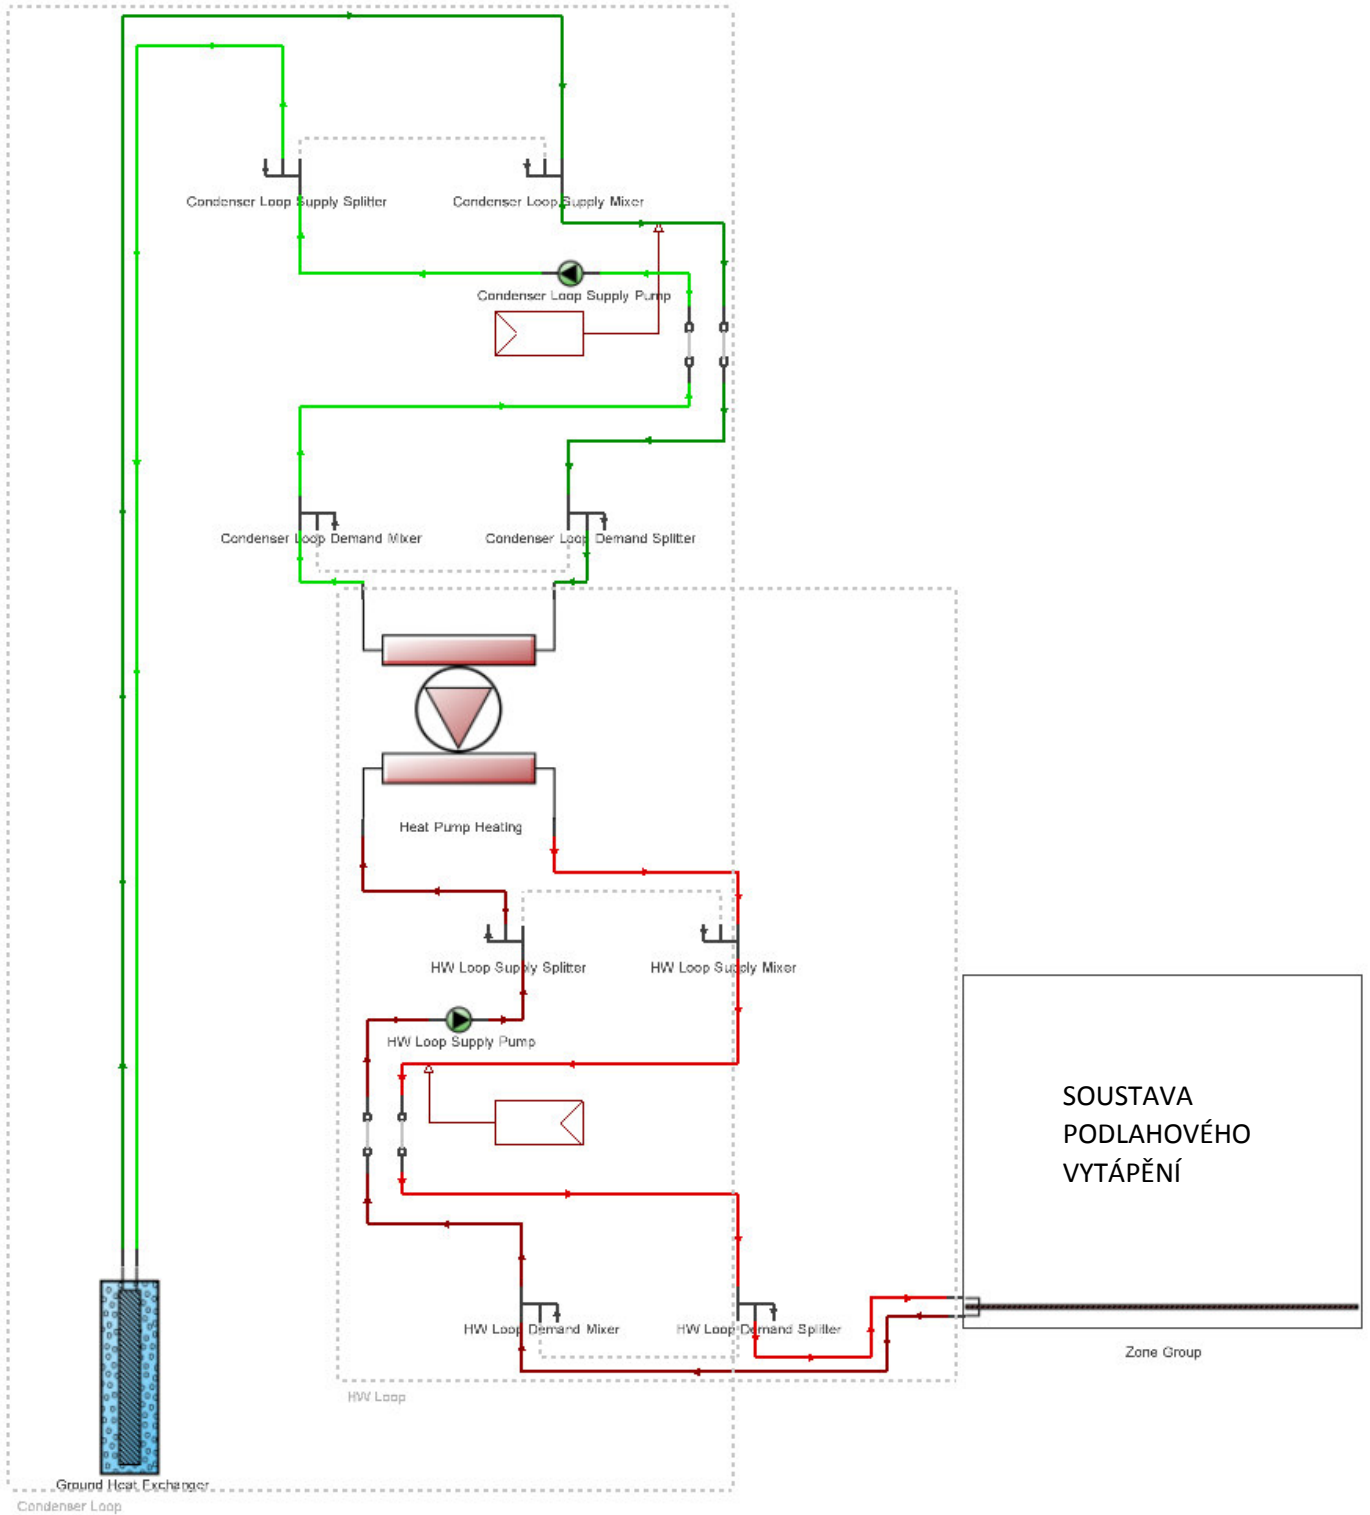 Condenser Loop Supply Splitter
Condenser Loop Supply Mixer
Condenser Loop Supply Pump
Condenser Loop Demand Mixer
Condenser Loop Demand Splitter
Heat Pump Heating
HW Loop Supply Splitter
HW Loop Supply Mixer
HW Loop Supply Pump
SOUSTAVA
PODLAHOVÉHO
VYTÁPĚNÍ
HW Loop Demand Mixer
HW Loop Demand Splitter
Zone Group
HW Loop
Ground Heat Exchanger
Condenser Loop